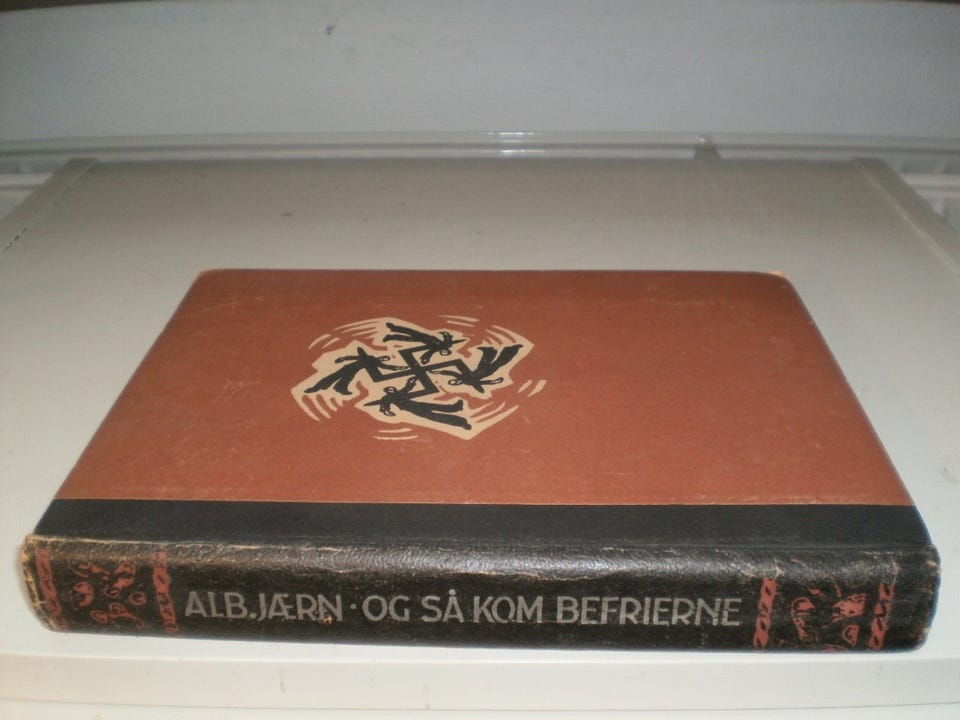 ALB. JÆRN · OG SÅ KOM BEFRIERNE